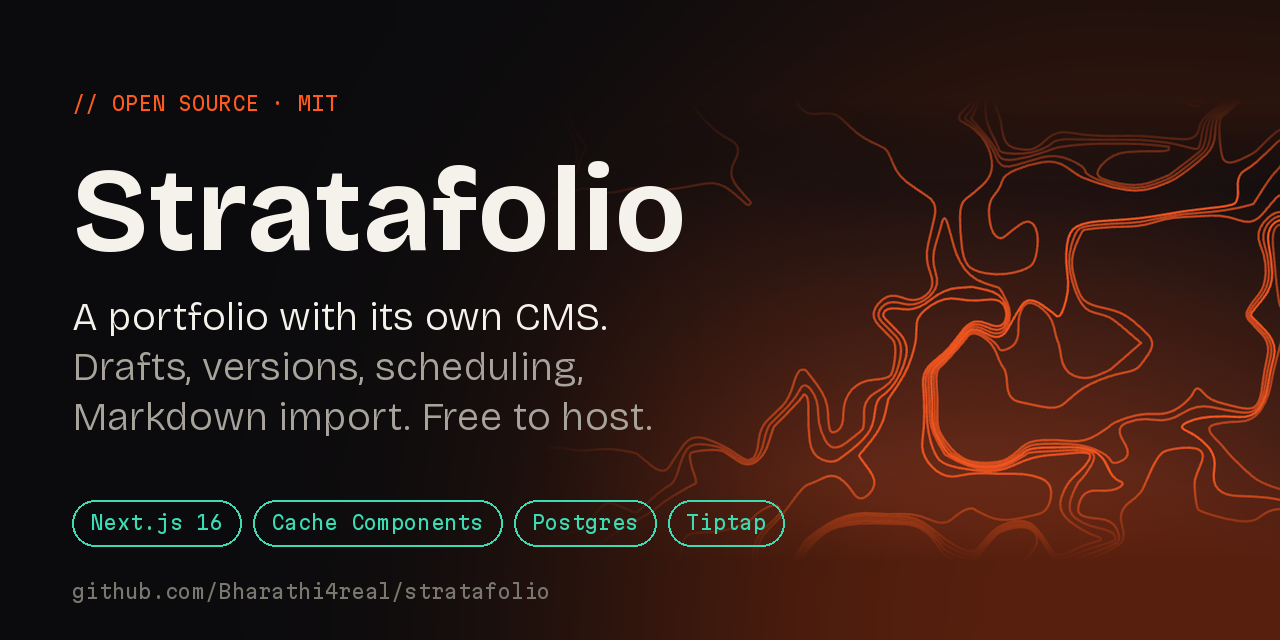 // OPEN SOURCE · MIT
Stratafolio
A portfolio with its own CMS.
Drafts, versions, scheduling,
Markdown import. Free to host.
Next.js 16 Cache Components Postgres Tiptap
github.com/Bharathi4real/stratafolio